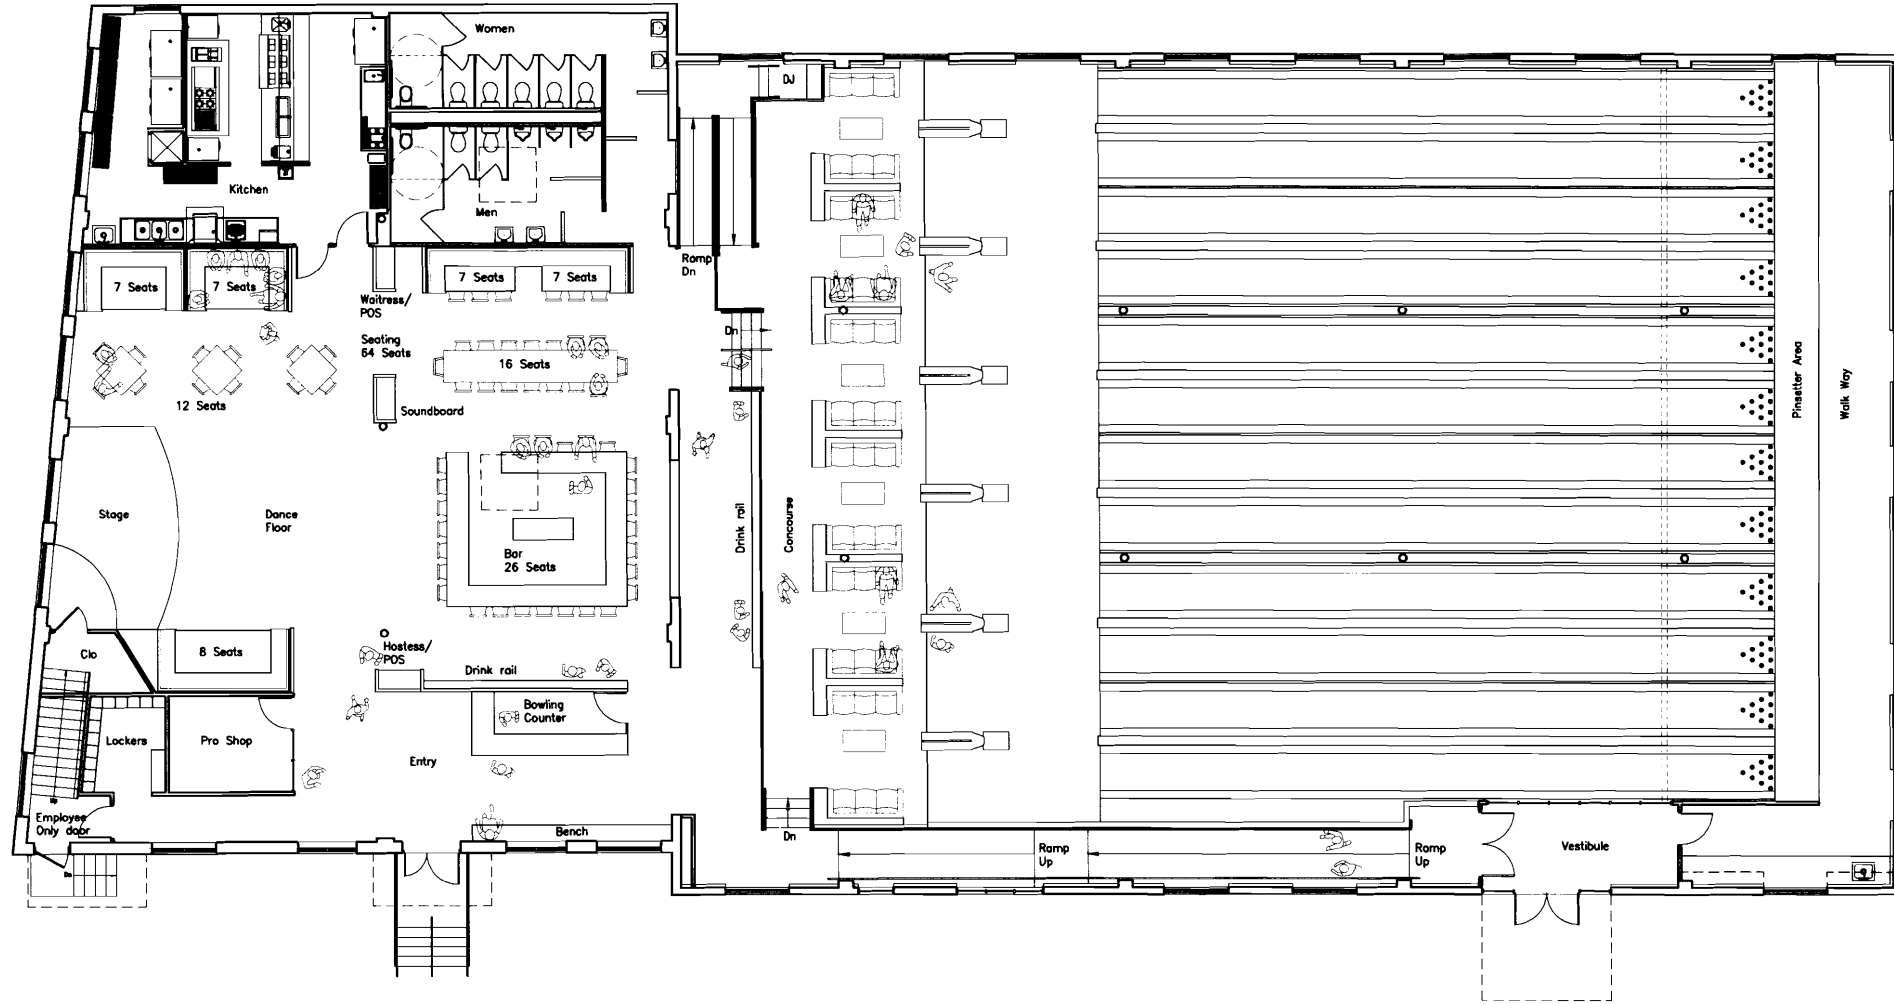 Women
DJ
Kitchen
Men
Ramp
Dn
7 Seats
7 Seats
7 Seats
7 Seats
Waitress/
POS
Seating
64 Seats
Dn
16 Seats
12 Seats
Soundboard
Pinsetter Area
Walk Way
Stage
Dance
Floor
Drink rail
Concourse
Bar
26 Seats
Clo
8 Seats
Hostess/
POS
Drink rail
Bowling
Counter
Lockers
Pro Shop
Entry
Up
Employee
Only door
Bench
Dn
Ramp
Up
Ramp
Up
Vestibule
Dn